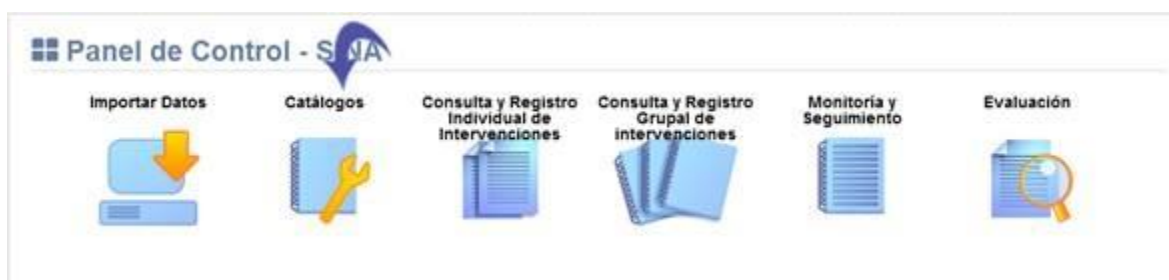 Panel de Control - SINA
Importar Datos
Catálogos
Consulta y Registro
Individual de
Intervenciones
Consulta y Registro
Grupal de
intervenciones
Monitoría y
Seguimiento
Evaluación